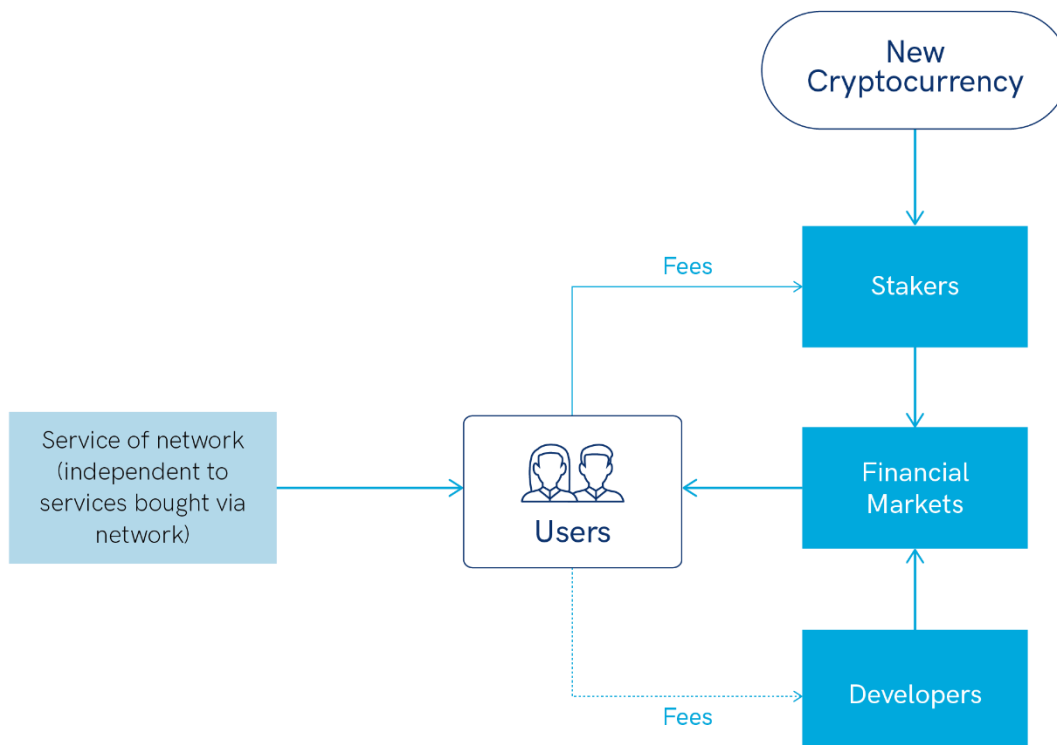 New
Cryptocurrency
Fees
Stakers
Service of network
(independent to
services bought via
network)
Users
Financial
Markets
Developers
Fees